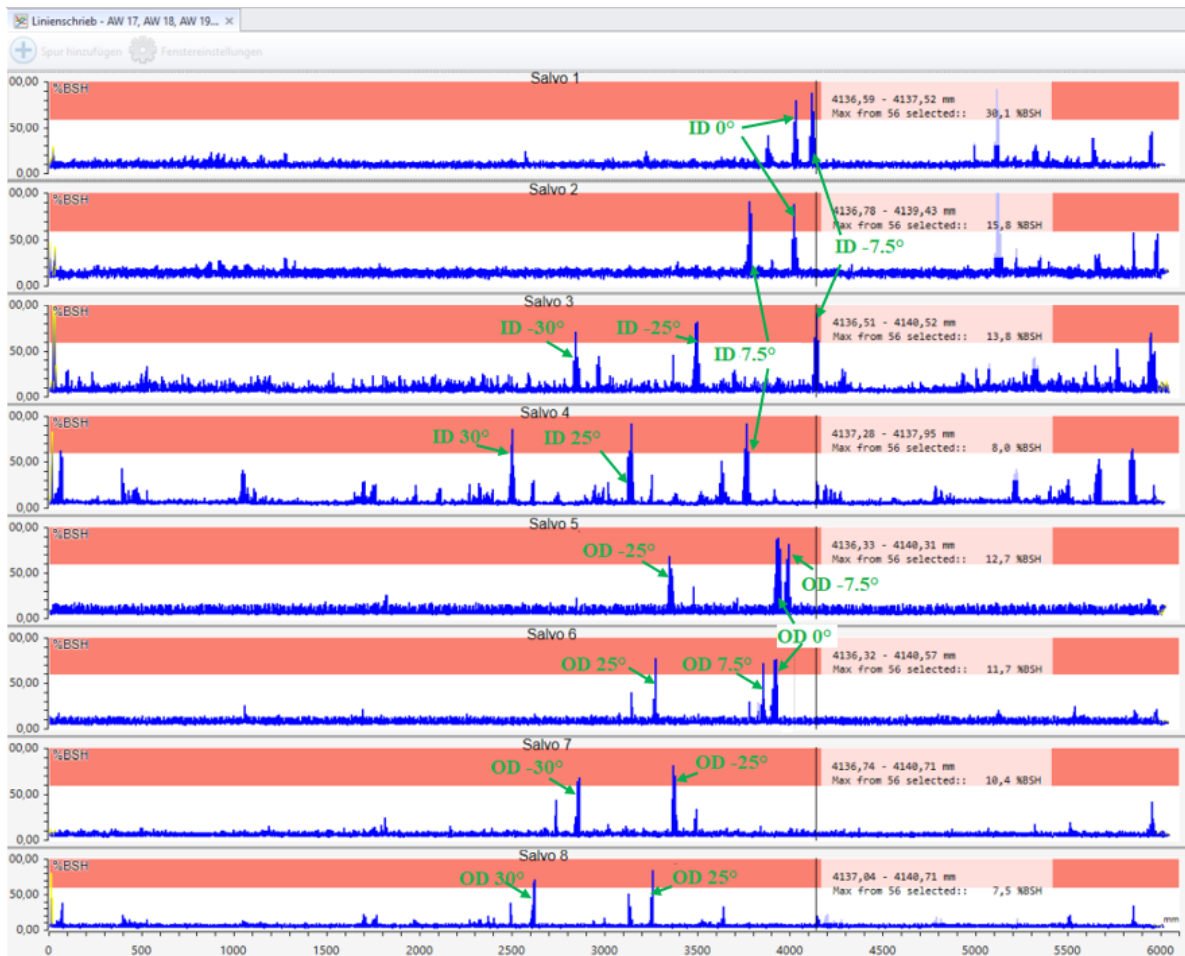 Linienschrieb - AW 17, AW 18, AW 19... ×
Spur hinzufügen Fenstereinstellungen
Salvo 1
00,00
%BSH
50,00
0,00
ID 0°
4136,59 - 4137,52 mm
Max from 56 selected:: 30,1 %BSH
Salvo 2
00,00
%BSH
50,00
0,00
4136,78 - 4139,43 mm
Max from 56 selected:: 15,8 %BSH
ID -7.5°
Salvo 3
00,00
%BSH
50,00
0,00
ID -30°
ID -25°
ID 7.5°
4136,51 - 4140,52 mm
Max from 56 selected:: 13,8 %BSH
Salvo 4
00,00
%BSH
50,00
0,00
ID 30°
ID 25°
4137,28 - 4137,95 mm
Max from 56 selected:: 8,0 %BSH
Salvo 5
00,00
%BSH
50,00
0,00
OD -25°
OD -7.5°
4136,33 - 4140,31 mm
Max from 56 selected:: 12,7 %BSH
OD 0°
Salvo 6
00,00
%BSH
50,00
0,00
OD 25°
OD 7.5°
4136,32 - 4140,57 mm
Max from 56 selected:: 11,7 %BSH
Salvo 7
00,00
%BSH
50,00
0,00
OD -30°
OD -25°
4136,74 - 4140,71 mm
Max from 56 selected:: 10,4 %BSH
Salvo 8
00,00
%BSH
50,00
0,00
OD 30°
OD 25°
4137,04 - 4140,71 mm
Max from 56 selected:: 7,5 %BSH
mm
0 500 1000 1500 2000 2500 3000 3500 4000 4500 5000 5500 6000